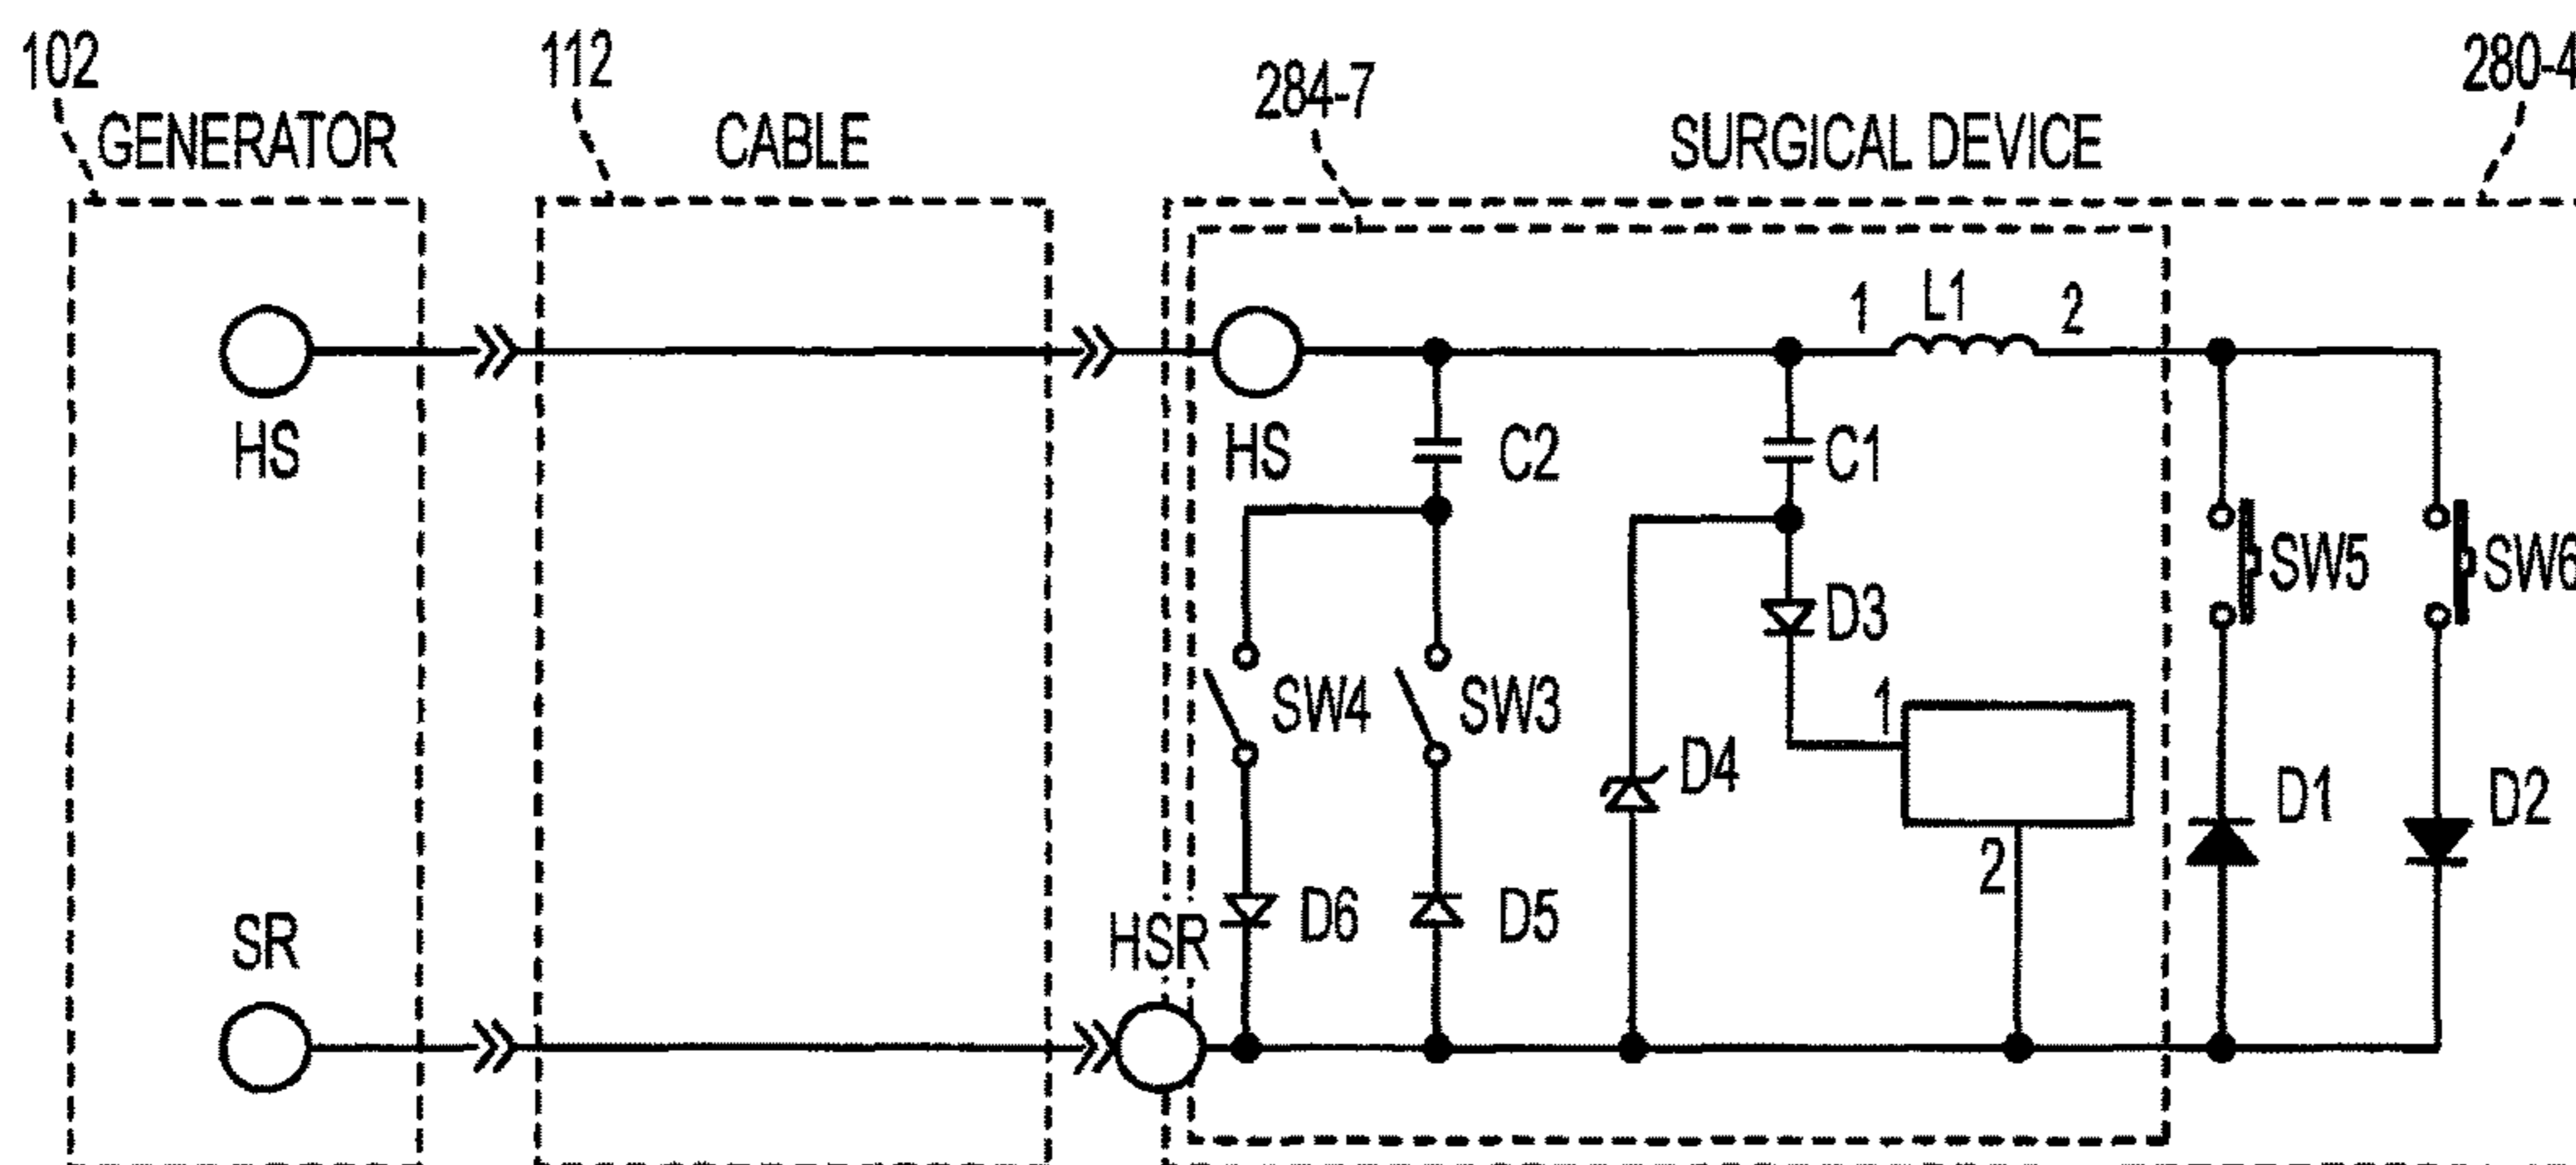 102
112
284-7
280-4
GENERATOR
CABLE
SURGICAL DEVICE
1
L1
2
HS
HS
C2
C1
SW5
SW6
D3
SW4
SW3
1
D4
D1
D2
2
D6
D5
SR
HSR